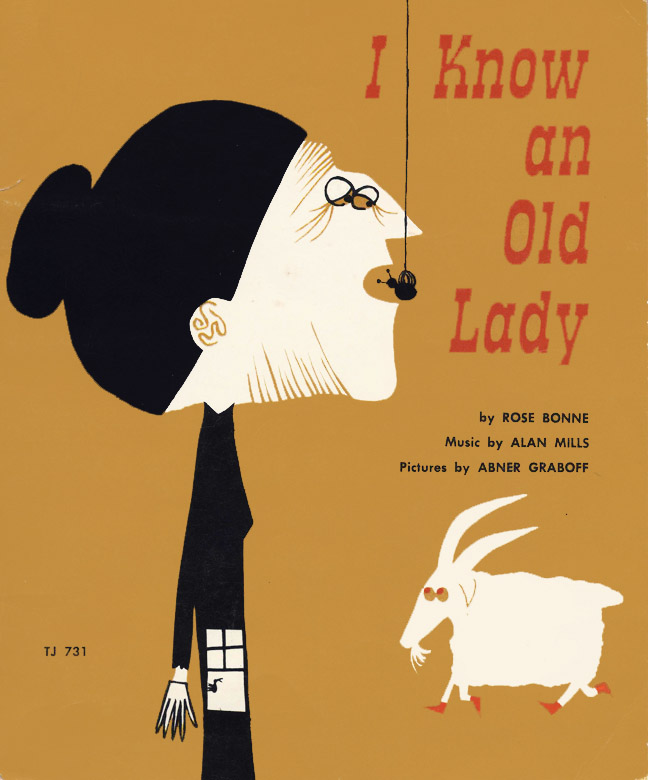 I Know
an
Old
Lady
by ROSE BONNE
Music by ALAN MILLS
Pictures by ABNER GRABOFF
TJ 731